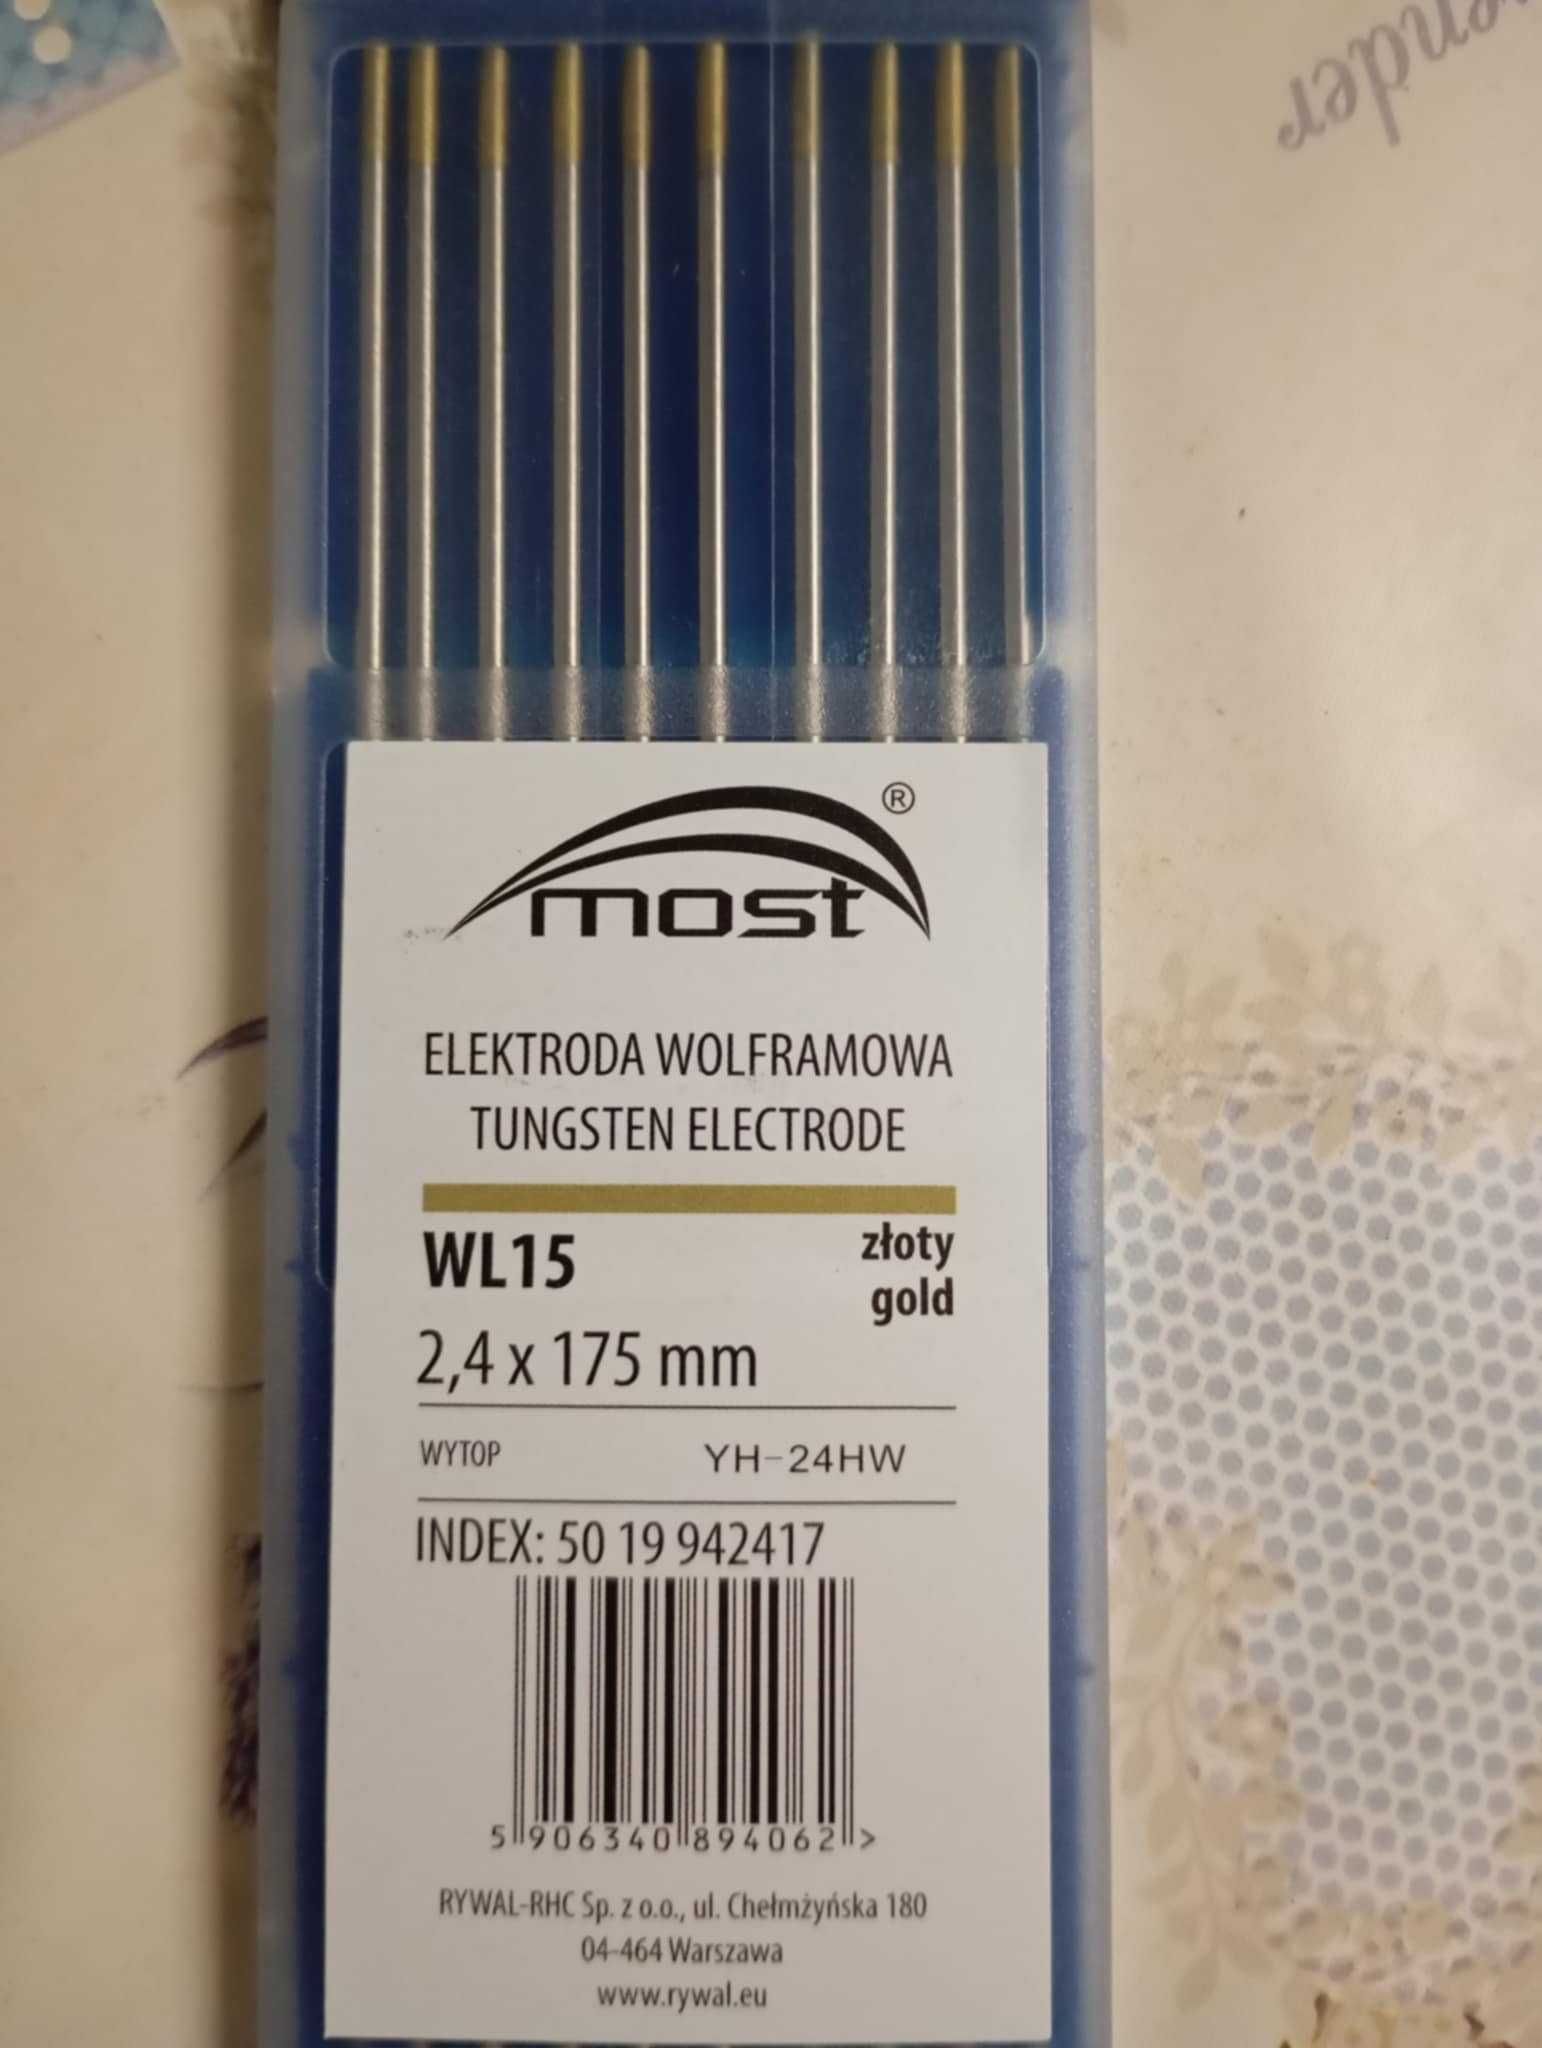 ender
®
most
ELEKTRODA WOLFRAMOWA
TUNGSTEN ELECTRODE
WL15
złoty
gold
2,4 x 175 mm
WYTOP YH-24HW
INDEX: 50 19 942417
5 906340 894062 >
RYWAL-RHC Sp. z o.o., ul. Chełmżyńska 180
04-464 Warszawa
www.rywal.eu